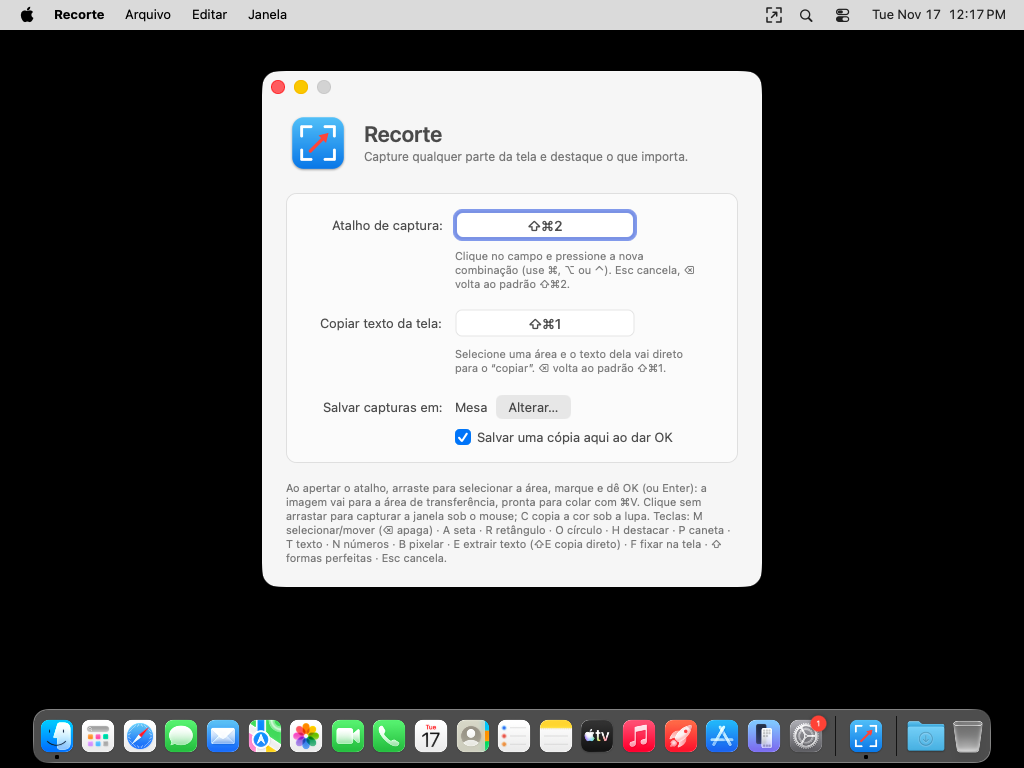 Recorte Arquivo Editar Janela Tue Nov 17 12:17 PM
Recorte
Capture qualquer parte da tela e destaque o que importa.
Atalho de captura: ⇧⌘2
Clique no campo e pressione a nova
combinação (use ⌘, ⌥ ou ^). Esc cancela, ⌫
volta ao padrão ⇧⌘2.
Copiar texto da tela: ⇧⌘1
Selecione uma área e o texto dela vai direto
para o “copiar”. ⌫ volta ao padrão ⇧⌘1.
Salvar capturas em: Mesa Alterar...
Salvar uma cópia aqui ao dar OK
Ao apertar o atalho, arraste para selecionar a área, marque e dê OK (ou Enter): a
imagem vai para a área de transferência, pronta para colar com ⌘V. Clique sem
arrastar para capturar a janela sob o mouse; C copia a cor sob a lupa. Teclas: M
selecionar/mover (⌫ apaga) · A seta · R retângulo · O círculo · H destacar · P caneta ·
T texto · N números · B pixelar · E extrair texto (⇧E copia direto) · F fixar na tela · ⇧
formas perfeitas · Esc cancela.
Tue
17
tv
1